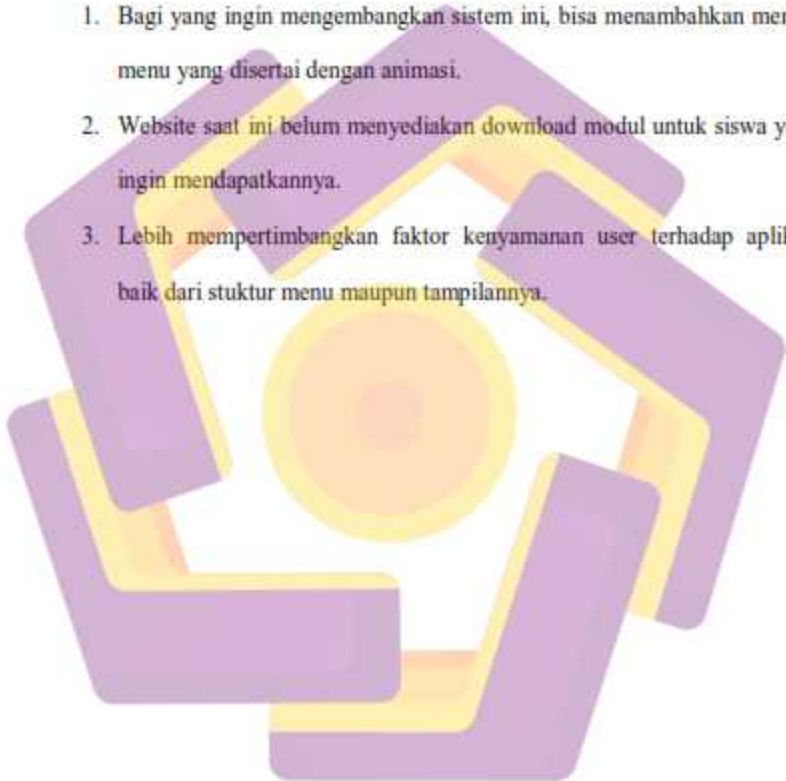 1. Bagi yang ingin mengembangkan sistem ini, bisa menambahkan
menu yang disertai dengan animasi.
2. Website saat ini belum menyediakan download modul untuk siswa
ingin mendapatkannya.
3. Lebih mempertimbangkan faktor kenyamanan user terhadap
baik dari stuktur menu maupun tampilannya.